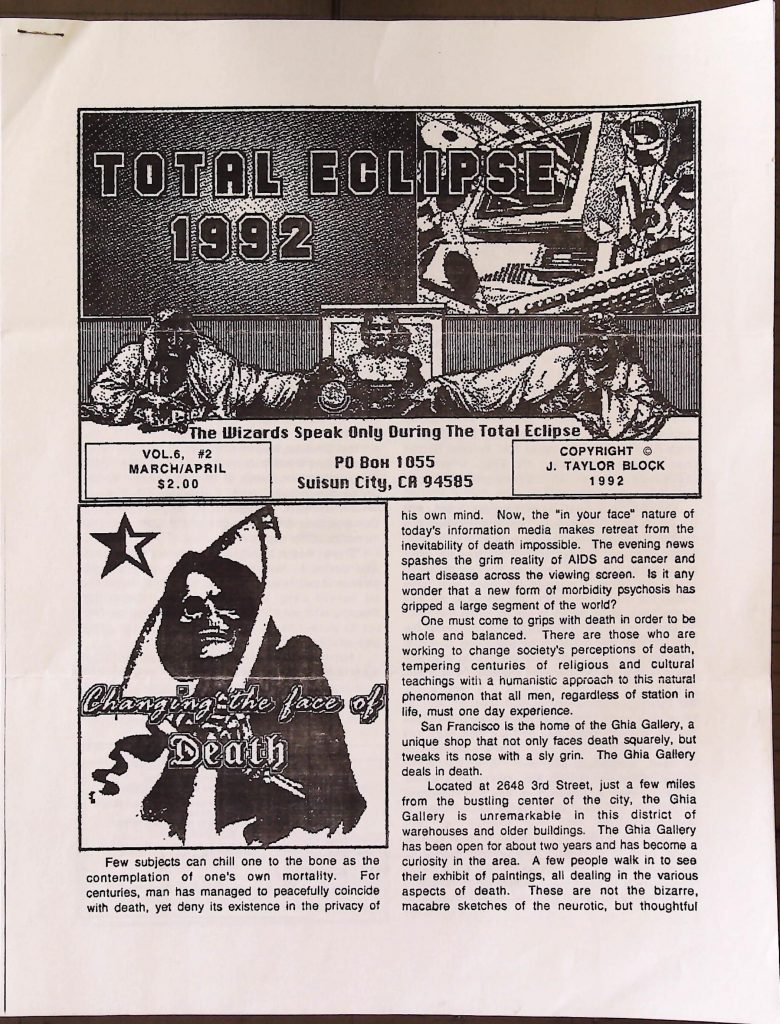 TOTAL ECLIPSE
1992
The Wizards Speak Only During The Total Eclipse
VOL.6, #2
MARCH/APRIL
$2.00
PO Box 1055
Suisun City, CA 94585
COPYRIGHT ©
J. TAYLOR BLOCK
1992
Changing the face of
Death
Few subjects can chill one to the bone as the
contemplation of one's own mortality. For
centuries, man has managed to peacefully coincide
with death, yet deny its existence in the privacy of
his own mind. Now, the "in your face" nature of
today's information media makes retreat from the
inevitability of death impossible. The evening news
spashes the grim reality of AIDS and cancer and
heart disease across the viewing screen. Is it any
wonder that a new form of morbidity psychosis has
gripped a large segment of the world?
One must come to grips with death in order to be
whole and balanced. There are those who are
working to change society's perceptions of death,
tempering centuries of religious and cultural
teachings with a humanistic approach to this natural
phenomenon that all men, regardless of station in
life, must one day experience.
San Francisco is the home of the Ghia Gallery, a
unique shop that not only faces death squarely, but
tweaks its nose with a sly grin. The Ghia Gallery
deals in death.
Located at 2648 3rd Street, just a few miles
from the bustling center of the city, the Ghia
Gallery is unremarkable in this district of
warehouses and older buildings. The Ghia Gallery
has been open for about two years and has become a
curiosity in the area. A few people walk in to see
their exhibit of paintings, all dealing in the various
aspects of death. These are not the bizarre,
macabre sketches of the neurotic, but thoughtful